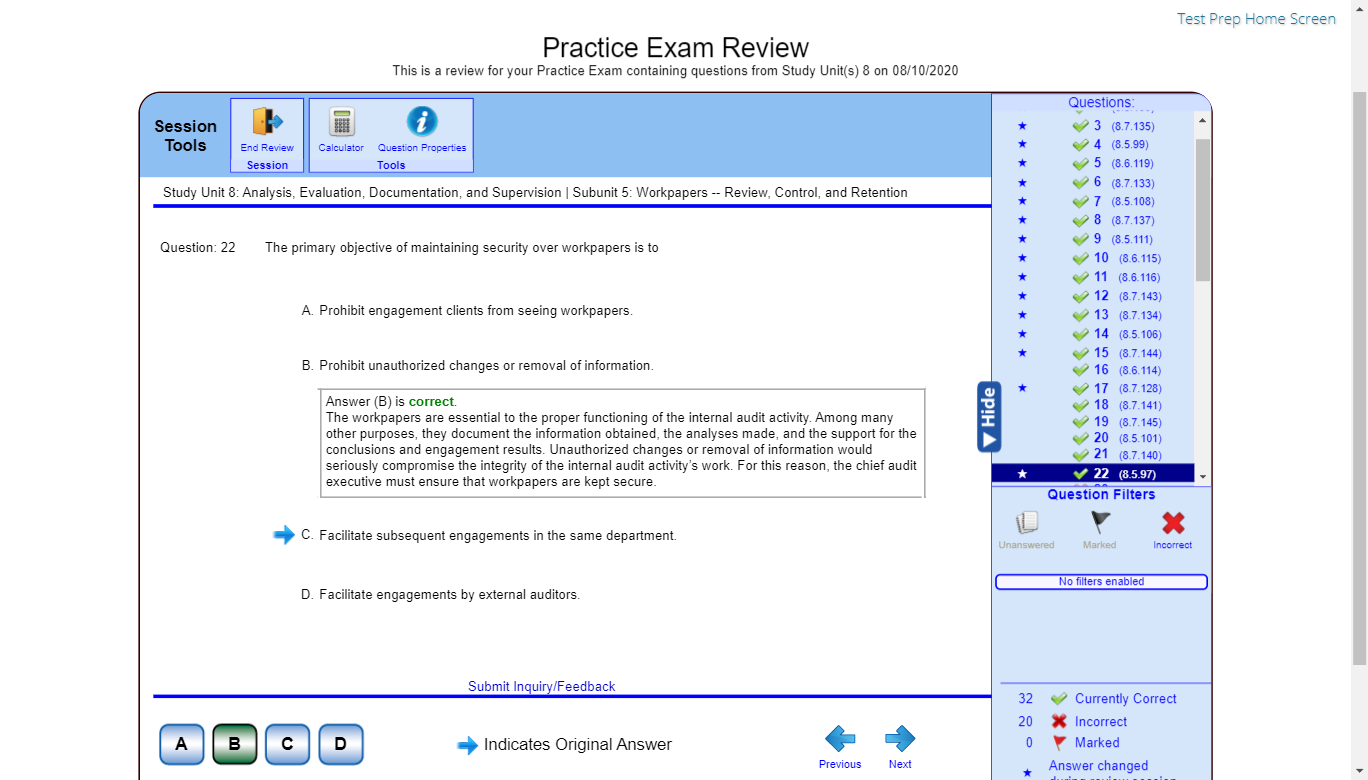 Test Prep Home Screen
Practice Exam Review
This is a review for your Practice Exam containing questions from Study Unit(s) 8 on 08/10/2020
Session Tools
End Review
Session
Calculator
Question Properties
Tools
Study Unit 8: Analysis, Evaluation, Documentation, and Supervision | Subunit 5: Workpapers -- Review, Control, and Retention
Question: 22 The primary objective of maintaining security over workpapers is to
A. Prohibit engagement clients from seeing workpapers.
B. Prohibit unauthorized changes or removal of information.
Answer (B) is correct.
The workpapers are essential to the proper functioning of the internal audit activity. Among many
other purposes, they document the information obtained, the analyses made, and the support for the
conclusions and engagement results. Unauthorized changes or removal of information would
seriously compromise the integrity of the internal audit activity's work. For this reason, the chief audit
executive must ensure that workpapers are kept secure.
C. Facilitate subsequent engagements in the same department.
D. Facilitate engagements by external auditors.
Submit Inquiry/Feedback
A B C D
Indicates Original Answer
Previous
Next
Hide
Questions:
3 (8.7.135)
4 (8.5.99)
5 (8.6.119)
6 (8.7.133)
7 (8.5.108)
8 (8.7.137)
9 (8.5.111)
10 (8.6.115)
11 (8.6.116)
12 (8.7.143)
13 (8.7.134)
14 (8.5.106)
15 (8.7.144)
16 (8.6.114)
17 (8.7.128)
18 (8.7.141)
19 (8.7.145)
20 (8.5.101)
21 (8.7.140)
22 (8.5.97)
Question Filters
Unanswered
Marked
Incorrect
No filters enabled
32 Currently Correct
20 Incorrect
0 Marked
Answer changed
during review session